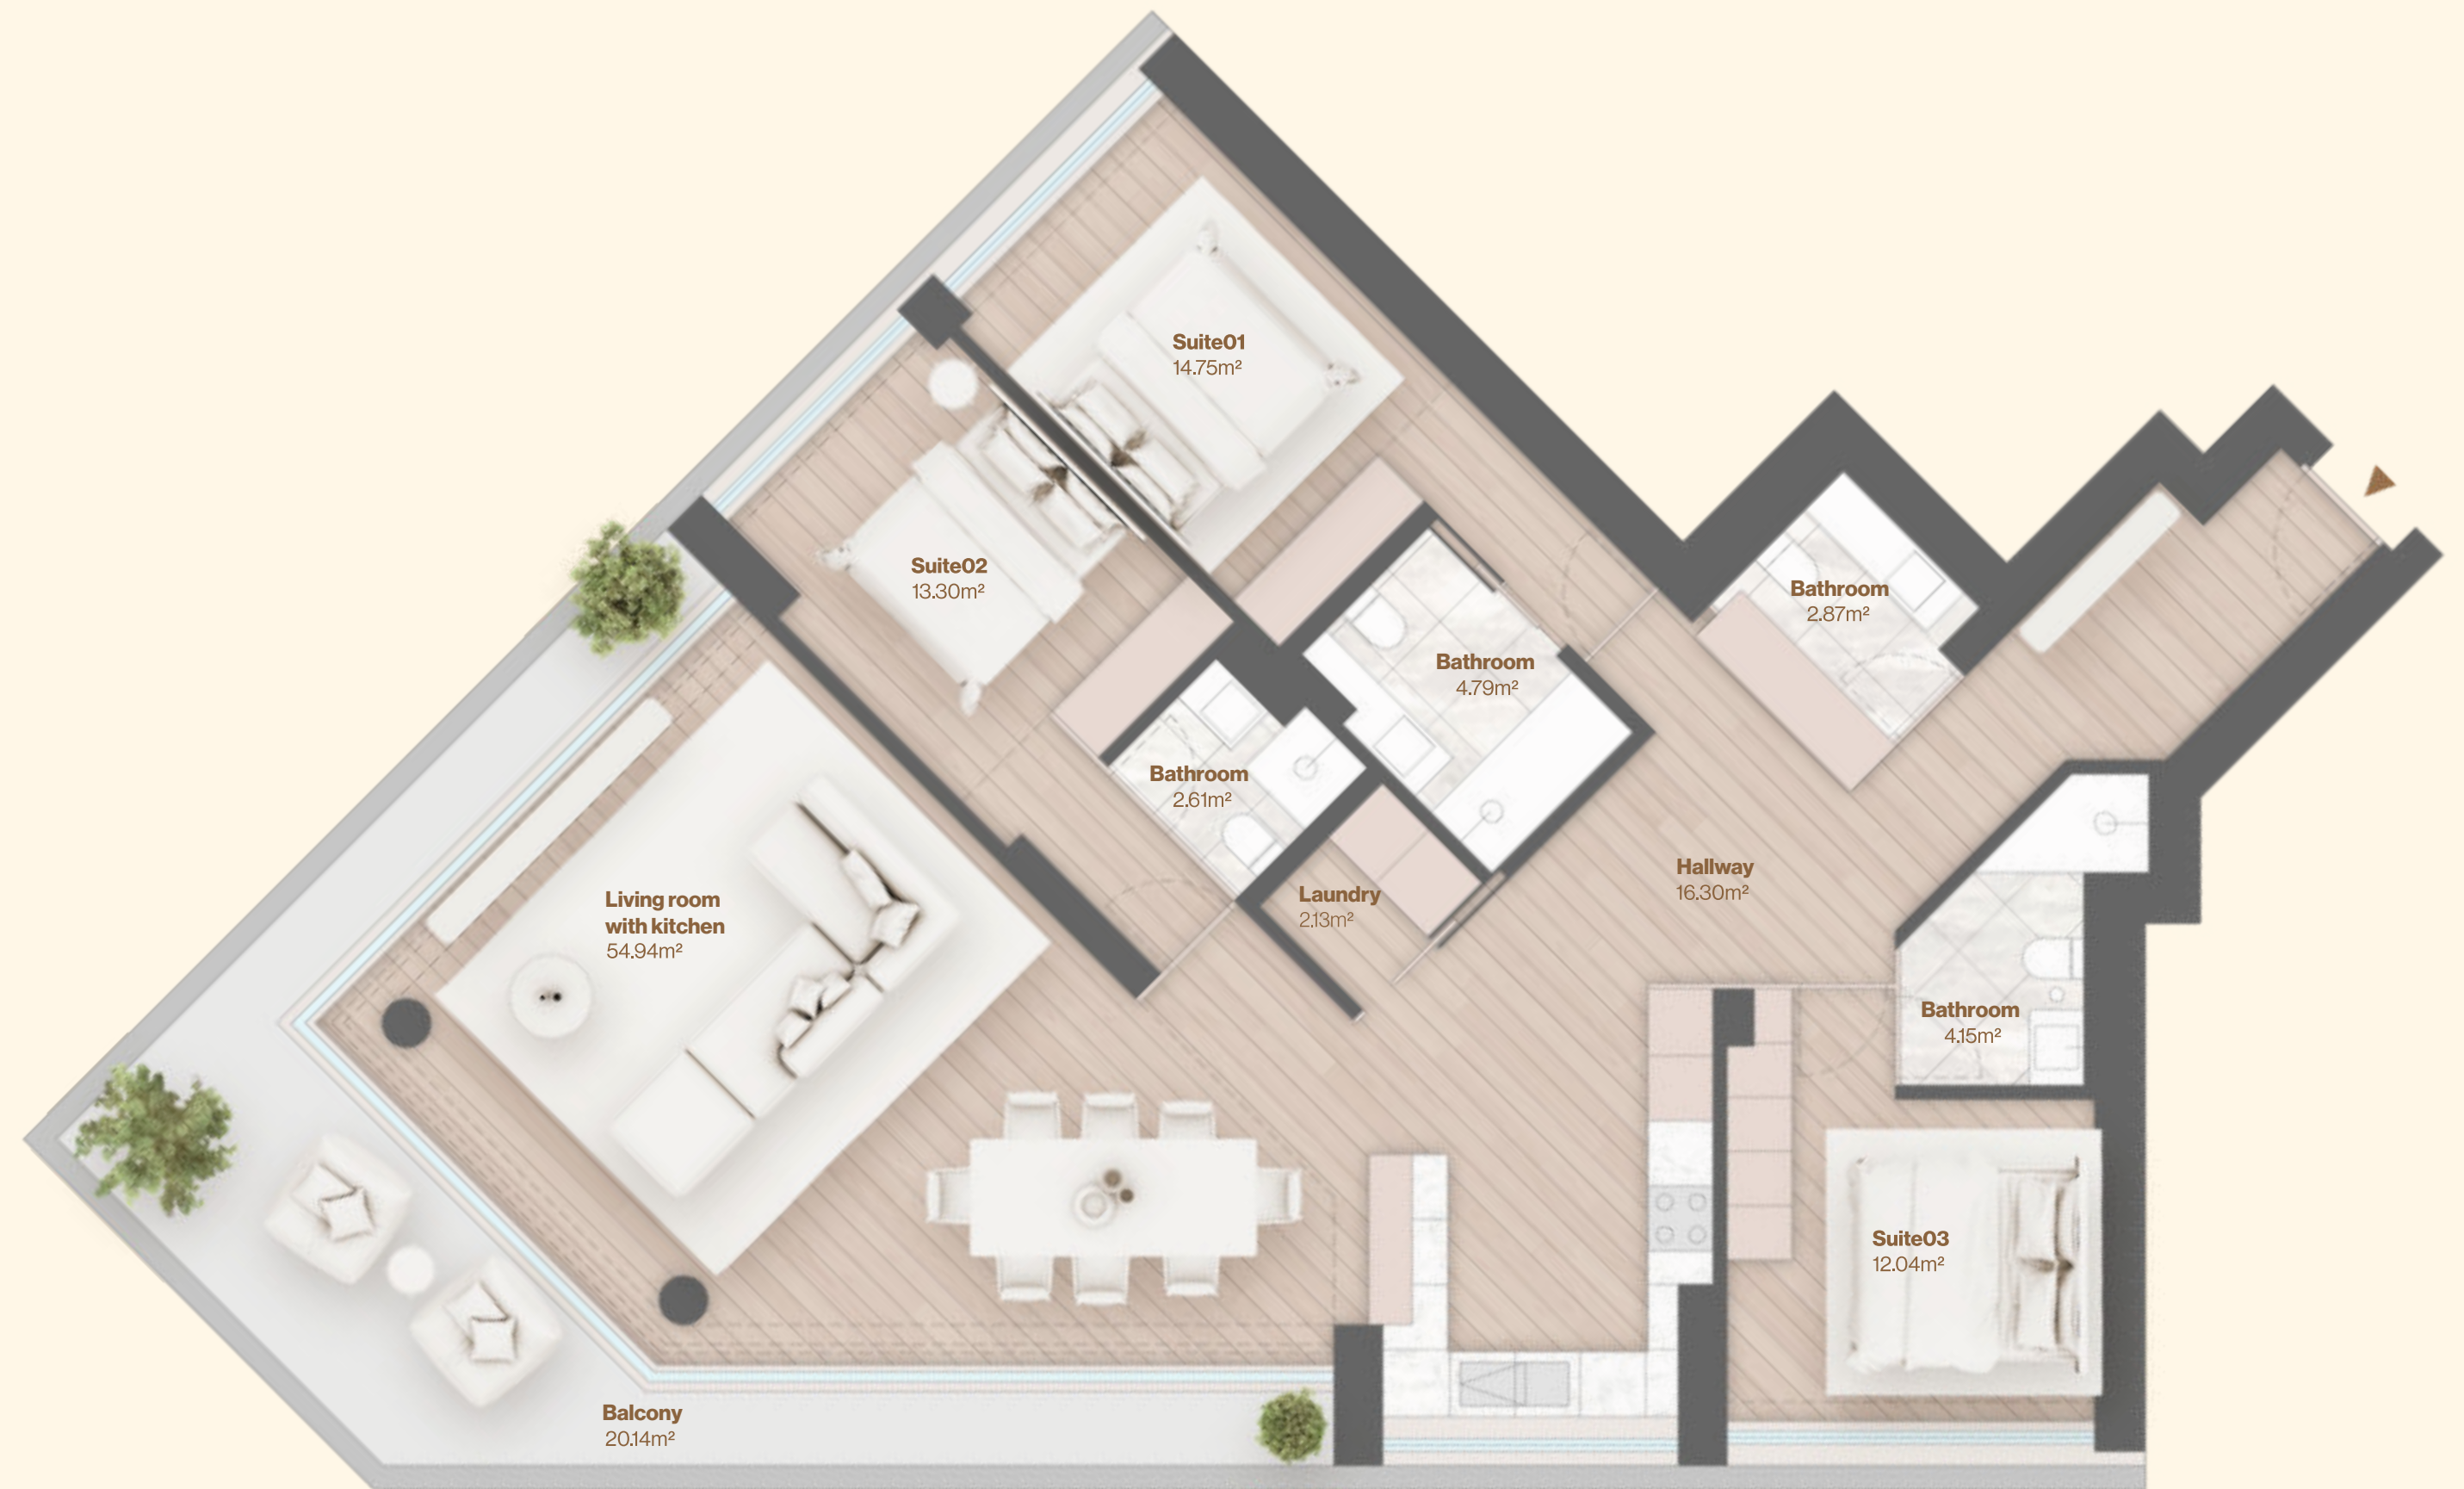 Suite01
14.75m²
Suite02
13.30m²
Bathroom
2.87m²
Bathroom
4.79m²
Bathroom
2.61m²
Laundry
2.13m²
Hallway
16.30m²
Living room
with kitchen
54.94m²
Bathroom
4.15m²
Suite03
12.04m²
Balcony
20.14m²